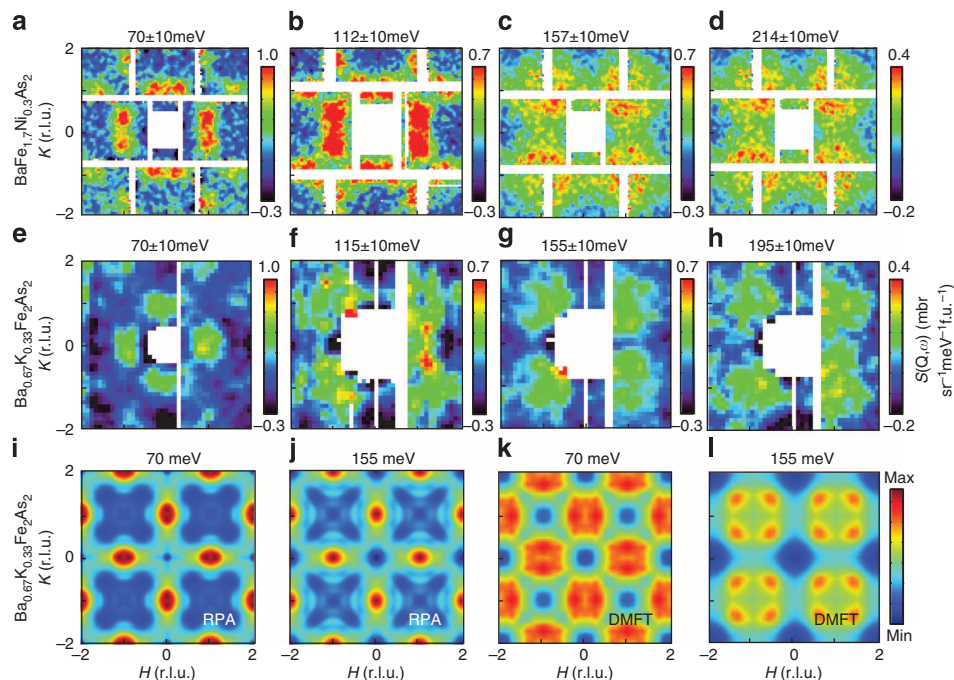 a
70±10meV
b
112±10meV
c
157±10meV
d
214±10meV
BaFe1.7Ni0.3As2
K (r.l.u.)
2
0
−2
1.0
−0.3
0.7
−0.3
0.7
−0.3
0.4
−0.2
e
70±10meV
f
115±10meV
g
155±10meV
h
195±10meV
Ba0.67K0.33Fe2As2
K (r.l.u.)
2
0
−2
1.0
−0.3
0.7
−0.3
0.7
−0.3
0.4
−0.2
S(Q,ω) (mbr
sr−1meV−1f.u.−1)
i
70 meV
j
155 meV
k
70 meV
l
155 meV
Ba0.67K0.33Fe2As2
K (r.l.u.)
2
0
−2
RPA
RPA
DMFT
DMFT
Max
Min
−2 0 2
−2 0 2
−2 0 2
−2 0 2
H (r.l.u.)
H (r.l.u.)
H (r.l.u.)
H (r.l.u.)